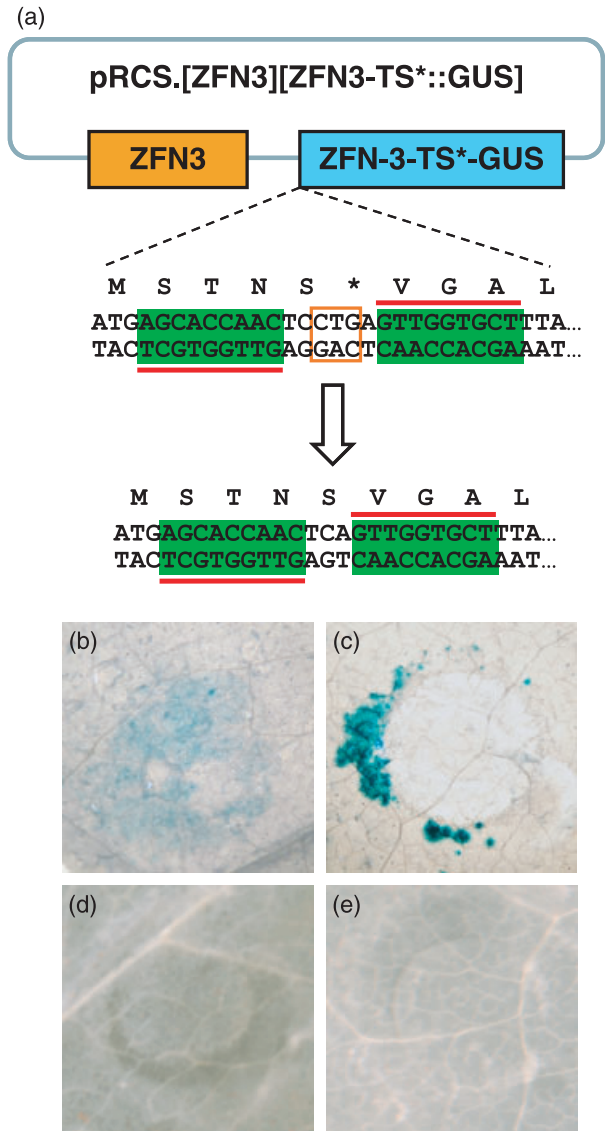 (a)
pRCS.[ZFN3][ZFN3-TS*::GUS]
ZFN3
ZFN-3-TS*-GUS
M S T N S * V G A L
ATGAGCACCAACTCCTGAGTTGGTGCTTTA...
TACTCGTGGTTGAGGACTCAACCACGAAAT...
M S T N S V G A L
ATGAGCACCAACTCAGTTGGTGCTTTA...
TACTCGTGGTTGAGTCAACCACGAAAT...
(b)
(c)
(d)
(e)